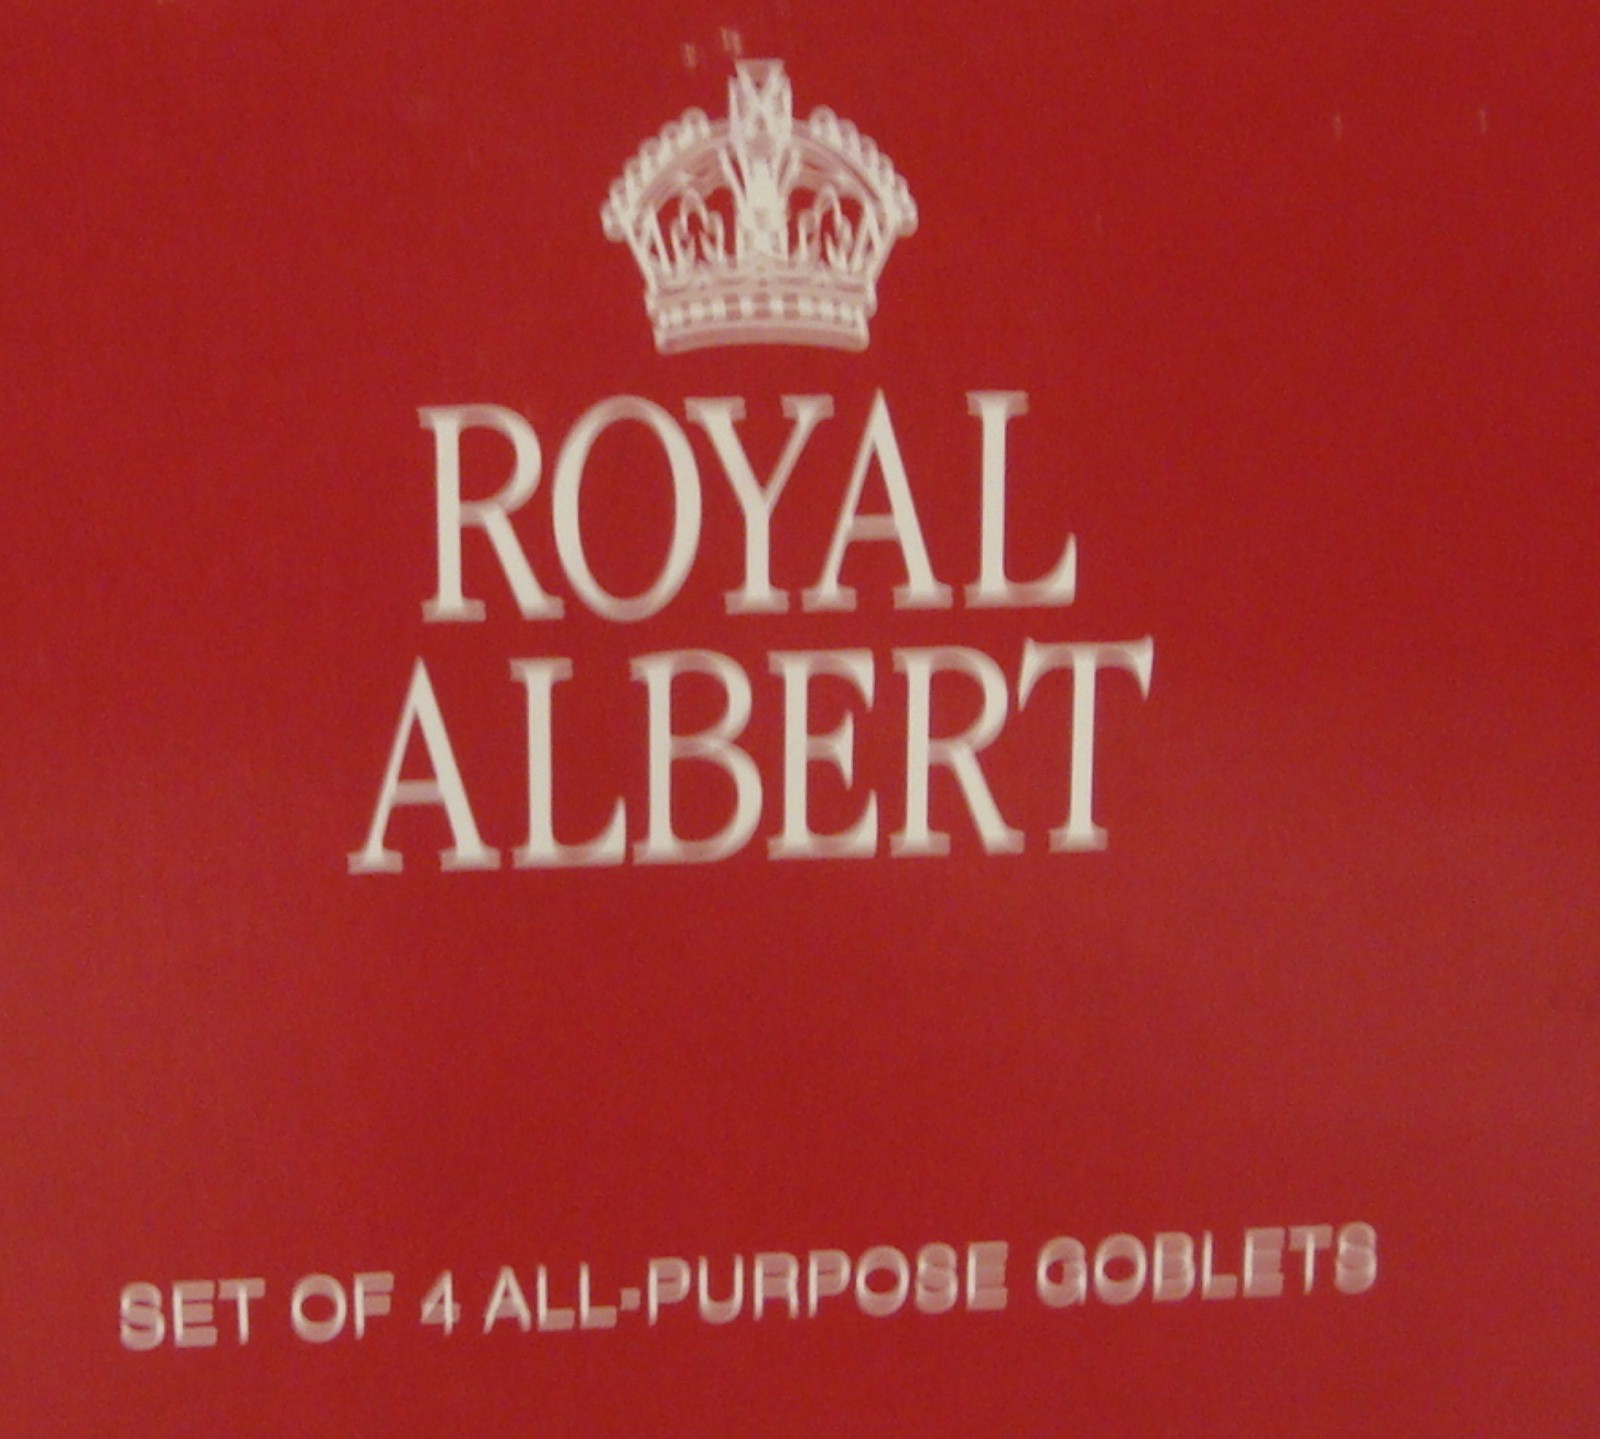 ROYAL
ALBERT
SET OF 4 ALL-PURPOSE GOBLETS